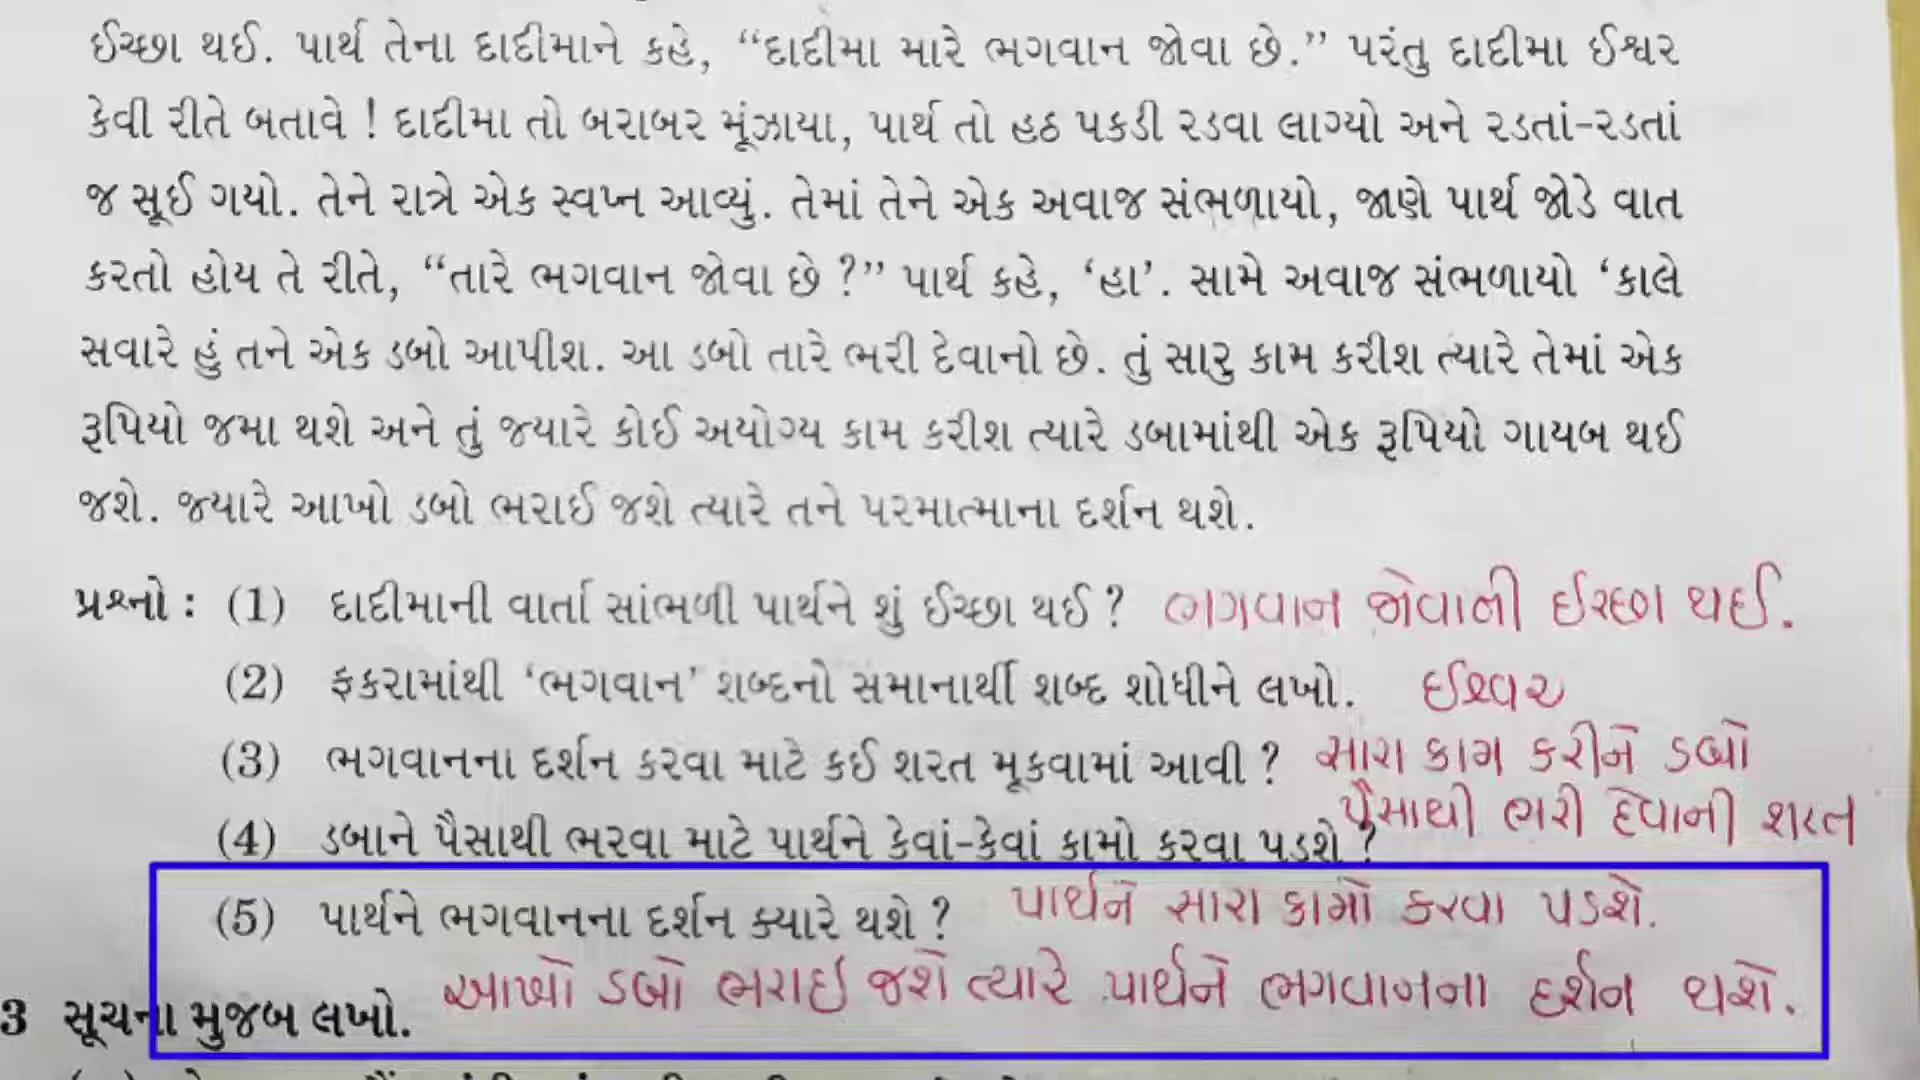 ઈચ્છા થઈ. પાર્થ તેના દાદીમાને કહે, “દાદીમા મારે ભગવાન જોવા છે.” પરંતુ દાદીમા ઈશ્વર
કેવી રીતે બતાવે ! દાદીમા તો બરાબર મૂંઝાયા, પાર્થ તો હઠ પકડી રડવા લાગ્યો અને રડતાં-રડતાં
જ સૂઈ ગયો. તેને રાત્રે એક સ્વપ્ન આવ્યું. તેમાં તેને એક અવાજ સંભળાયો, જાણે પાર્થ જોડે વાત
કરતો હોય તે રીતે, “તારે ભગવાન જોવા છે ?” પાર્થ કહે, ‘હા’. સામે અવાજ સંભળાયો ‘કાલે
સવારે હું તને એક ડબો આપીશ. આ ડબો તારે ભરી દેવાનો છે. તું સારુ કામ કરીશ ત્યારે તેમાં એક
રૂપિયો જમા થશે અને તું જ્યારે કોઈ અયોગ્ય કામ કરીશ ત્યારે ડબામાંથી એક રૂપિયો ગાયબ થઈ
જશે. જ્યારે આખો ડબો ભરાઈ જશે ત્યારે તને પરમાત્માના દર્શન થશે.
પ્રશ્નો : (1) દાદીમાની વાર્તા સાંભળી પાર્થને શું ઈચ્છા થઈ ? ભગવાન જોવાની ઈચ્છા થઈ.
(2) ફકરામાંથી ‘ભગવાન’ શબ્દનો સમાનાર્થી શબ્દ શોધીને લખો. ઈશ્વર
(3) ભગવાનના દર્શન કરવા માટે કઈ શરત મૂકવામાં આવી ? સારા કામ કરીને ડબો
પૈસાથી ભરી દેવાની શરત
(4) ડબાને પૈસાથી ભરવા માટે પાર્થને કેવાં-કેવાં કામો કરવા પડશે ?
પાર્થને સારા કામો કરવા પડશે.
(5) પાર્થને ભગવાનના દર્શન ક્યારે થશે ?
આખો ડબો ભરાઇ જશે ત્યારે પાર્થને ભગવાનના દર્શન થશે.
3 સૂચના મુજબ લખો.